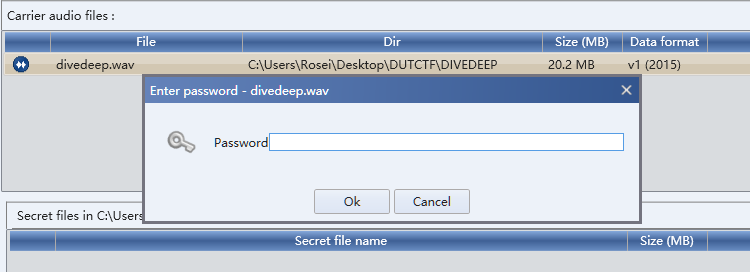 Carrier audio files :
File Dir Size (MB) Data format
divedeep.wav C:\Users\Rosei\Desktop\DUTCTF\DIVEDEEP 20.2 MB v1 (2015)
Enter password - divedeep.wav
Password
Ok Cancel
Secret files in C:\Users
Secret file name Size (MB)